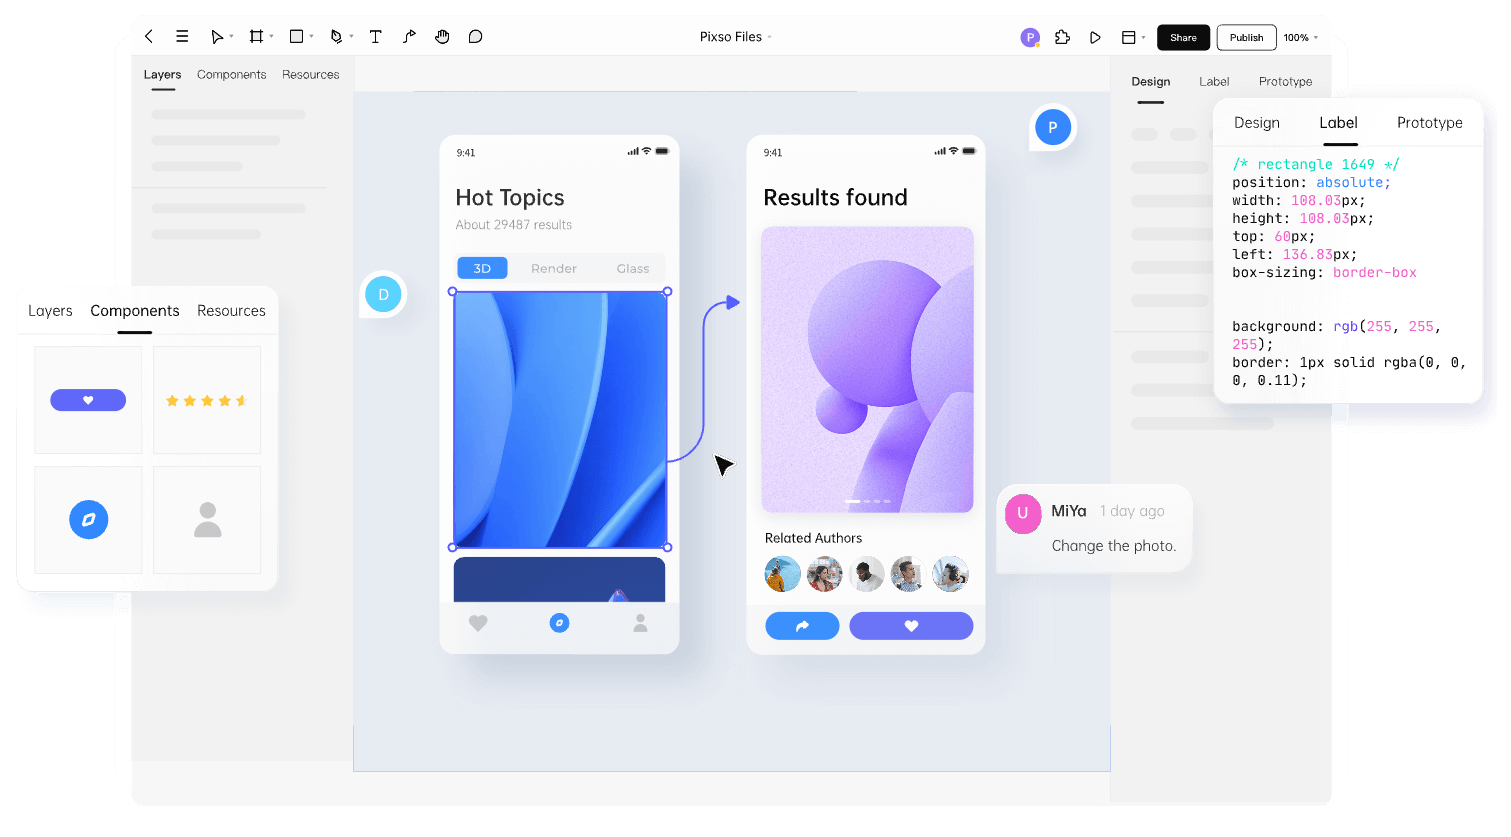 Pixso Files
P
Share
Publish
100%
Layers Components Resources
Design Label Prototype
P
9:41
Hot Topics
About 29487 results
3D Render Glass
D
9:41
Results found
Related Authors
Layers Components Resources
Design Label Prototype
/* rectangle 1649 */
position: absolute;
width: 108.03px;
height: 108.03px;
top: 60px;
left: 136.83px;
box-sizing: border-box
background: rgb(255, 255,
255);
border: 1px solid rgba(0, 0,
0, 0.11);
U
MiYa 1 day ago
Change the photo.